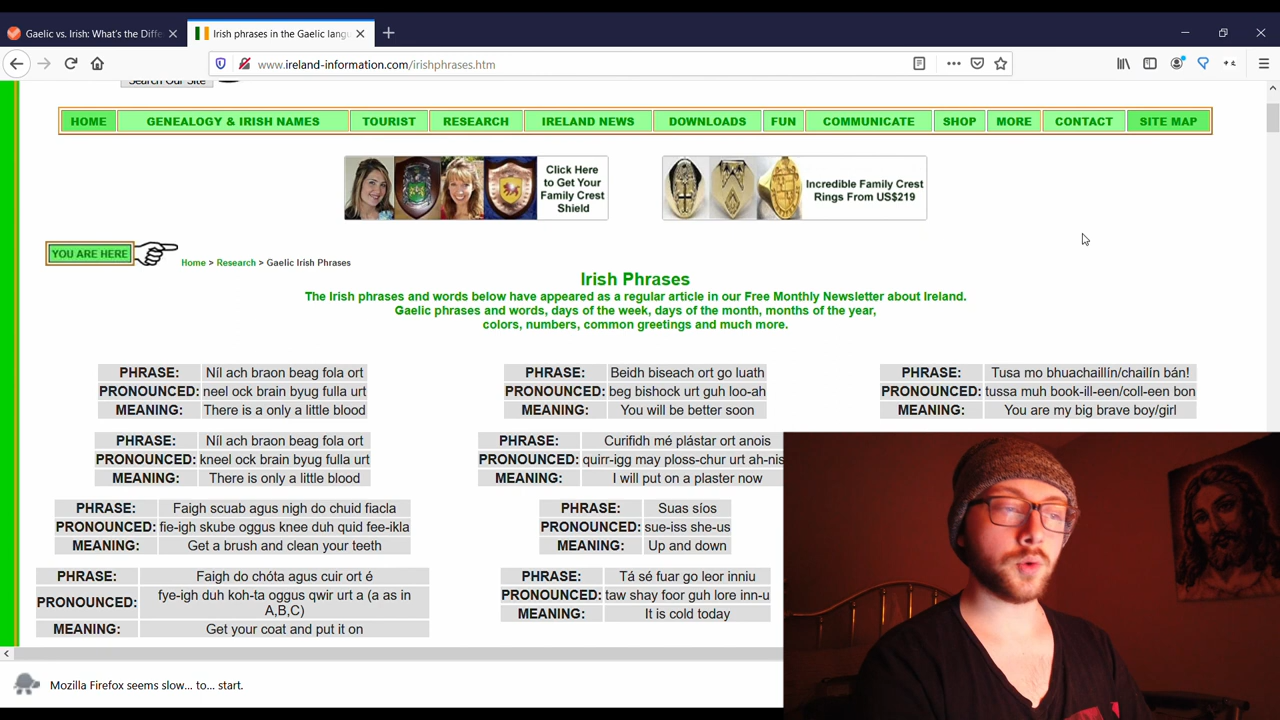 Gaelic vs. Irish: What's the Diffe
Irish phrases in the Gaelic langu
www.ireland-information.com/irishphrases.htm
Search Our Site
HOME
GENEALOGY & IRISH NAMES
TOURIST
RESEARCH
IRELAND NEWS
DOWNLOADS
FUN
COMMUNICATE
SHOP
MORE
CONTACT
SITE MAP
Click Here
to Get Your
Family Crest
Shield
Incredible Family Crest
Rings From US$219
YOU ARE HERE
Home > Research > Gaelic Irish Phrases
Irish Phrases
The Irish phrases and words below have appeared as a regular article in our Free Monthly Newsletter about Ireland.
Gaelic phrases and words, days of the week, days of the month, months of the year,
colors, numbers, common greetings and much more.
PHRASE: Níl ach braon beag fola ort
PRONOUNCED: neel ock brain byug fulla urt
MEANING: There is a only a little blood
PHRASE: Beidh biseach ort go luath
PRONOUNCED: beg bishock urt guh loo-ah
MEANING: You will be better soon
PHRASE: Tusa mo bhuachaillín/chailín bán!
PRONOUNCED: tussa muh book-ill-een/coll-een bon
MEANING: You are my big brave boy/girl
PHRASE: Níl ach braon beag fola ort
PRONOUNCED: kneel ock brain byug fulla urt
MEANING: There is only a little blood
PHRASE: Curifidh mé plástar ort anois
PRONOUNCED: quirr-igg may ploss-chur urt ah-nis
MEANING: I will put on a plaster now
PHRASE: Faigh scuab agus nigh do chuid fiacla
PRONOUNCED: fie-igh skube oggus knee duh quid fee-ikla
MEANING: Get a brush and clean your teeth
PHRASE: Suas síos
PRONOUNCED: sue-iss she-us
MEANING: Up and down
PHRASE: Faigh do chóta agus cuir ort é
PRONOUNCED: fye-igh duh koh-ta oggus qwir urt a (a as in
A,B,C)
MEANING: Get your coat and put it on
PHRASE: Tá sé fuar go leor inniu
PRONOUNCED: taw shay foor guh lore inn-u
MEANING: It is cold today
Mozilla Firefox seems slow... to... start.